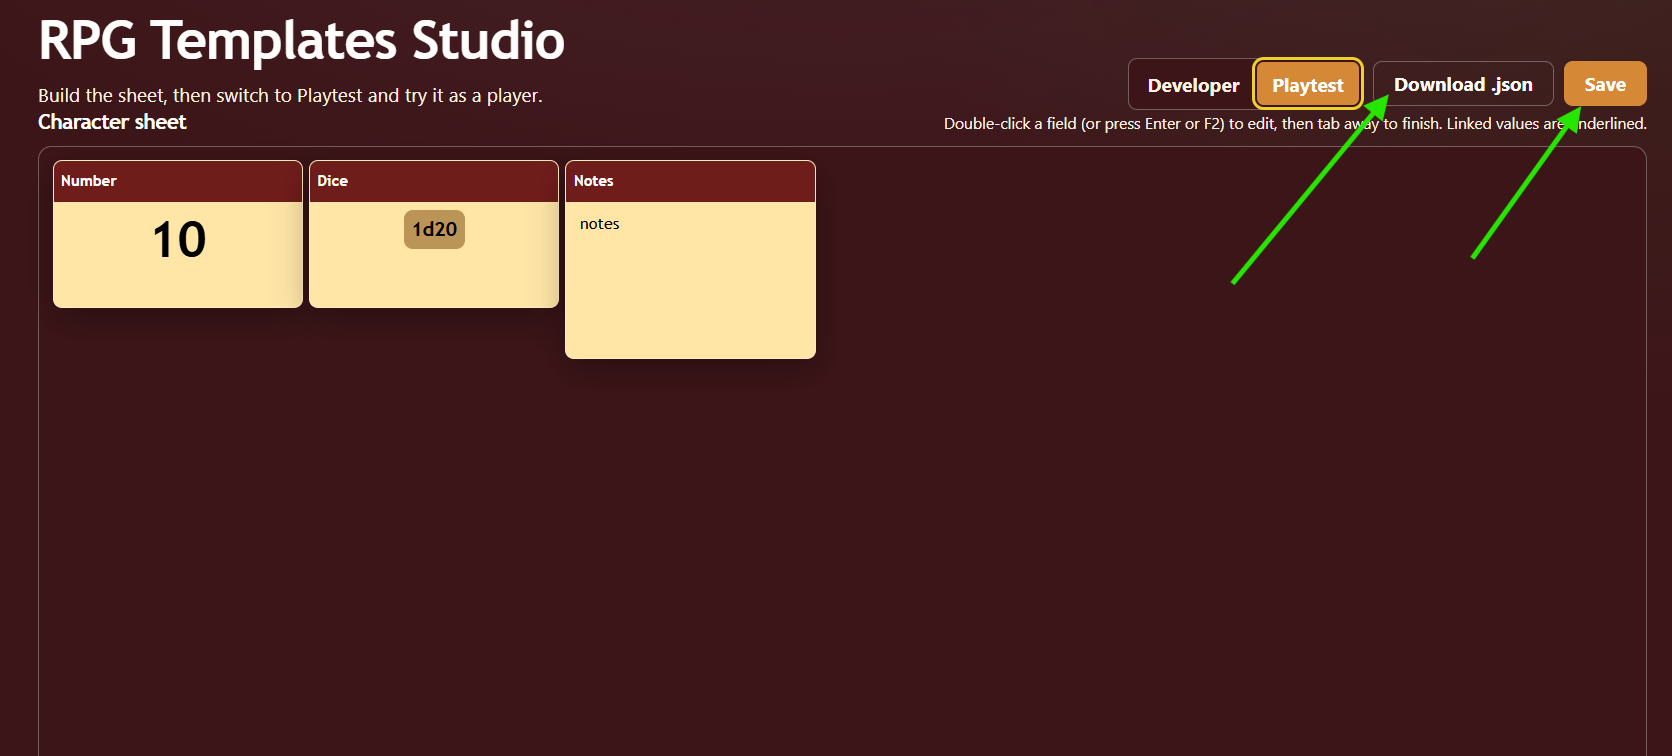 RPG Templates Studio
Build the sheet, then switch to Playtest and try it as a player.
Developer
Playtest
Download .json
Save
Character sheet
Double-click a field (or press Enter or F2) to edit, then tab away to finish. Linked values are underlined.
Number
Dice
Notes
10
1d20
notes